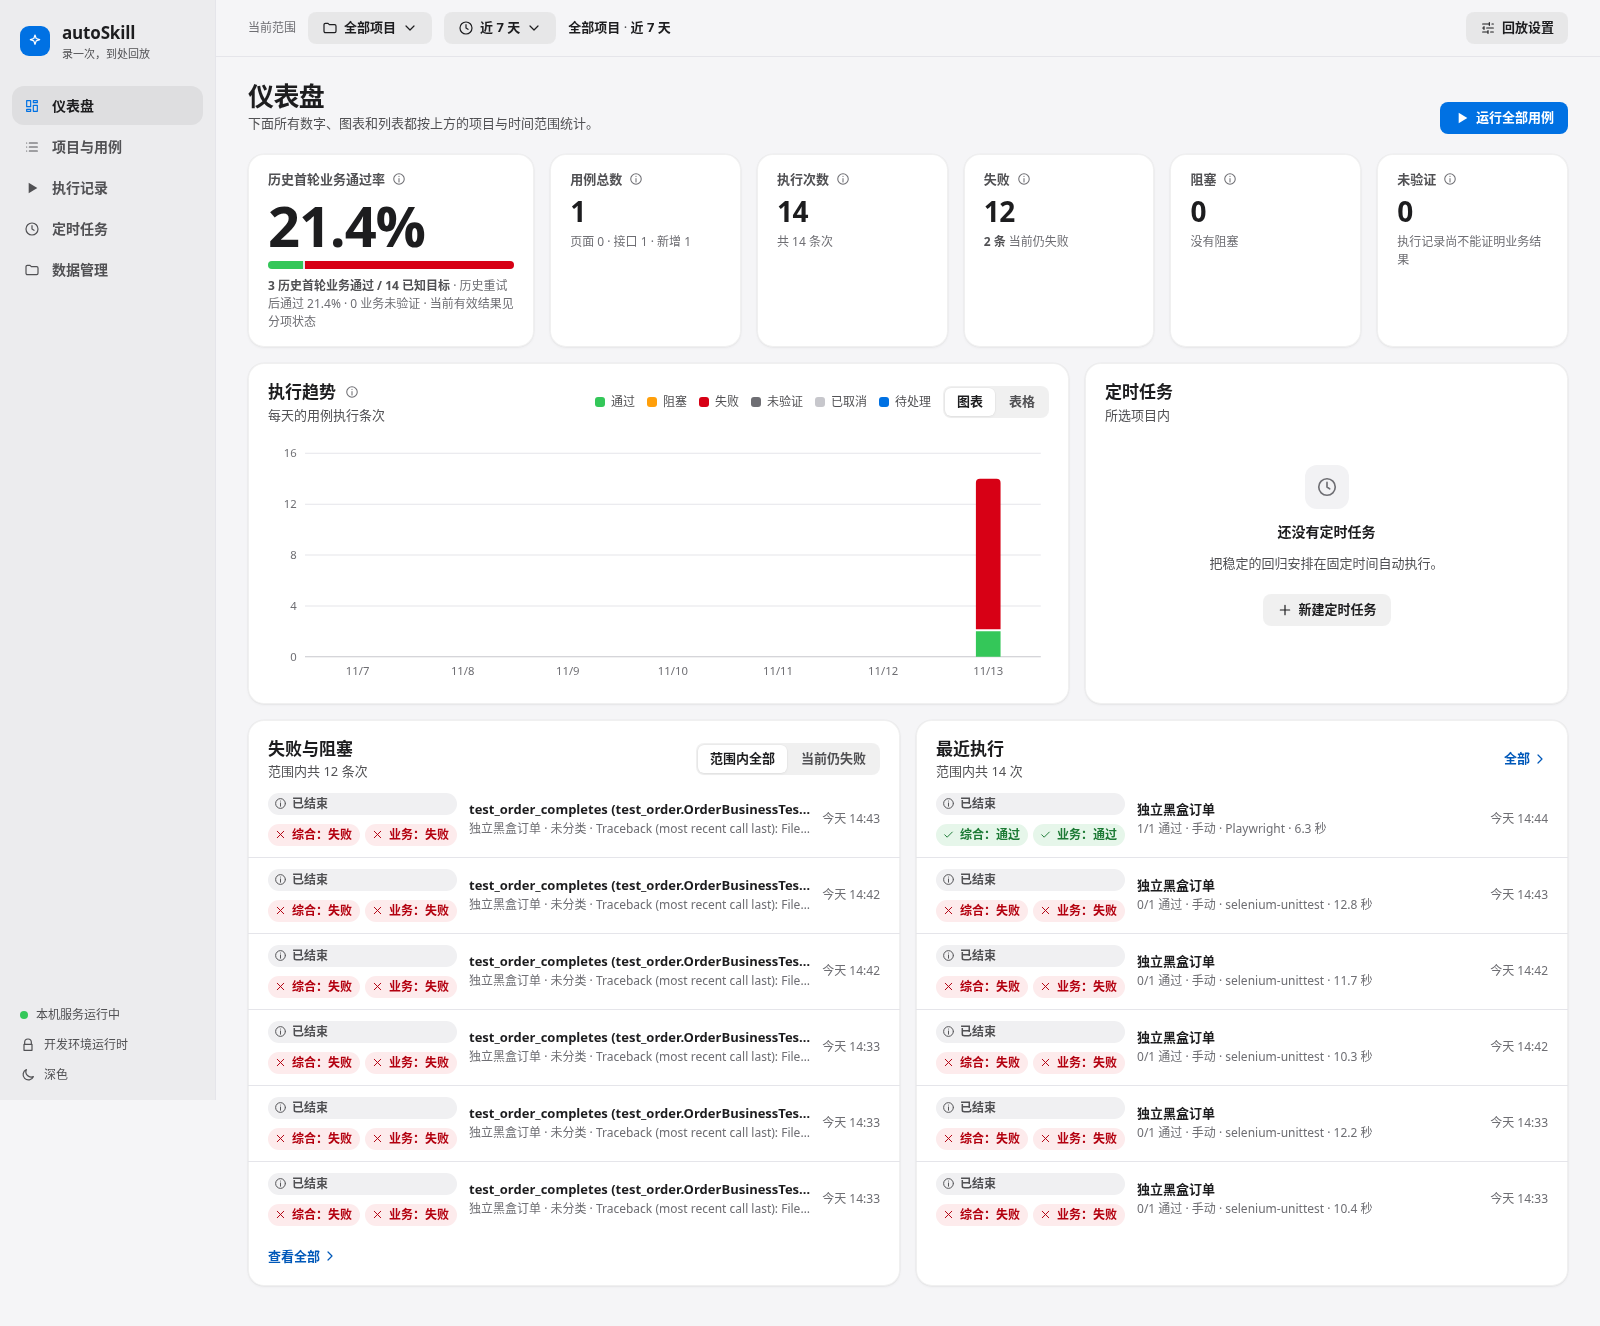 autoSkill
录一次，到处回放
仪表盘
项目与用例
执行记录
定时任务
数据管理
本机服务运行中
开发环境运行时
深色
当前范围 全部项目 近 7 天 全部项目 · 近 7 天 回放设置
仪表盘
下面所有数字、图表和列表都按上方的项目与时间范围统计。
运行全部用例
历史首轮业务通过率
21.4%
3 历史首轮业务通过 / 14 已知目标 · 历史重试
后通过 21.4% · 0 业务未验证 · 当前有效结果见
分项状态
用例总数
1
页面 0 · 接口 1 · 新增 1
执行次数
14
共 14 条次
失败
12
2 条 当前仍失败
阻塞
0
没有阻塞
未验证
0
执行记录尚不能证明业务结
果
执行趋势
每天的用例执行条次
通过 阻塞 失败 未验证 已取消 待处理 图表 表格
16
12
8
4
0
11/7 11/8 11/9 11/10 11/11 11/12 11/13
定时任务
所选项目内
还没有定时任务
把稳定的回归安排在固定时间自动执行。
新建定时任务
失败与阻塞
范围内共 12 条次
范围内全部 当前仍失败
已结束
综合：失败 业务：失败
test_order_completes (test_order.OrderBusinessTes...
独立黑盒订单 · 未分类 · Traceback (most recent call last): File...
今天 14:43
已结束
综合：失败 业务：失败
test_order_completes (test_order.OrderBusinessTes...
独立黑盒订单 · 未分类 · Traceback (most recent call last): File...
今天 14:42
已结束
综合：失败 业务：失败
test_order_completes (test_order.OrderBusinessTes...
独立黑盒订单 · 未分类 · Traceback (most recent call last): File...
今天 14:42
已结束
综合：失败 业务：失败
test_order_completes (test_order.OrderBusinessTes...
独立黑盒订单 · 未分类 · Traceback (most recent call last): File...
今天 14:33
已结束
综合：失败 业务：失败
test_order_completes (test_order.OrderBusinessTes...
独立黑盒订单 · 未分类 · Traceback (most recent call last): File...
今天 14:33
已结束
综合：失败 业务：失败
test_order_completes (test_order.OrderBusinessTes...
独立黑盒订单 · 未分类 · Traceback (most recent call last): File...
今天 14:33
查看全部
最近执行
范围内共 14 次
全部
已结束
综合：通过 业务：通过
独立黑盒订单
1/1 通过 · 手动 · Playwright · 6.3 秒
今天 14:44
已结束
综合：失败 业务：失败
独立黑盒订单
0/1 通过 · 手动 · selenium-unittest · 12.8 秒
今天 14:43
已结束
综合：失败 业务：失败
独立黑盒订单
0/1 通过 · 手动 · selenium-unittest · 11.7 秒
今天 14:42
已结束
综合：失败 业务：失败
独立黑盒订单
0/1 通过 · 手动 · selenium-unittest · 10.3 秒
今天 14:42
已结束
综合：失败 业务：失败
独立黑盒订单
0/1 通过 · 手动 · selenium-unittest · 12.2 秒
今天 14:33
已结束
综合：失败 业务：失败
独立黑盒订单
0/1 通过 · 手动 · selenium-unittest · 10.4 秒
今天 14:33